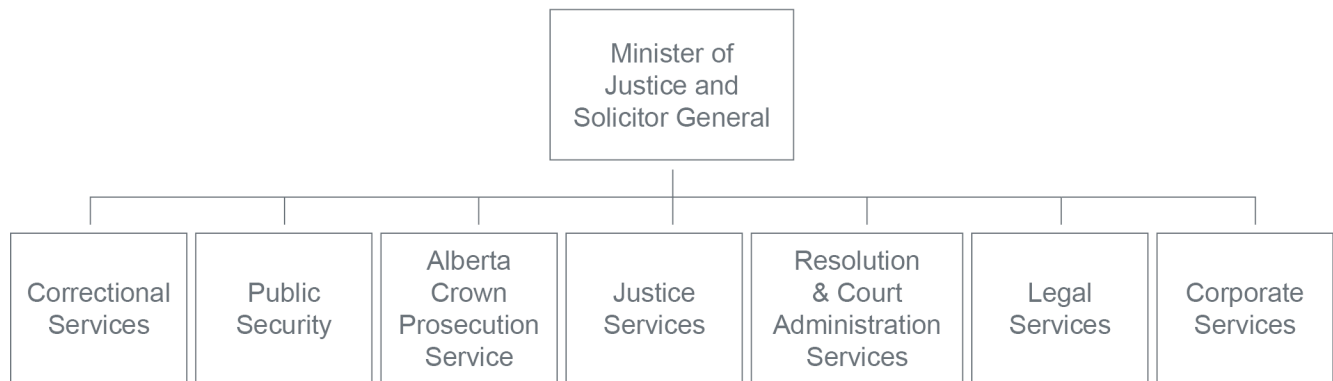 Minister of
Justice and
Solicitor General
Correctional
Services
Public
Security
Alberta
Crown
Prosecution
Service
Justice
Services
Resolution
& Court
Administration
Services
Legal
Services
Corporate
Services